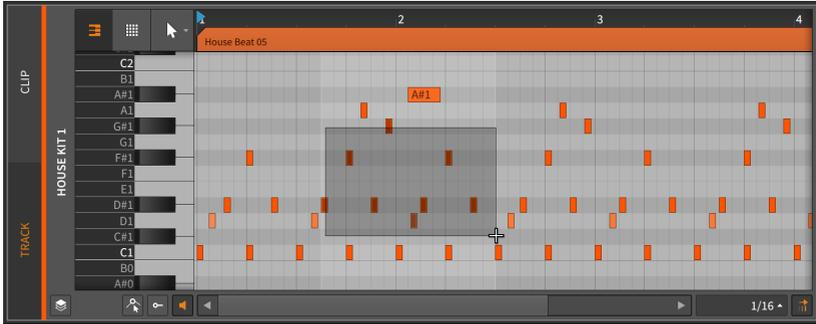 1 2 3 4
House Beat 05
CLIP
TRACK
HOUSE KIT 1
C2
B1
A#1
A#1
A1
G#1
G1
F#1
F1
E1
D#1
D1
C#1
C1
B0
A#0
1/16